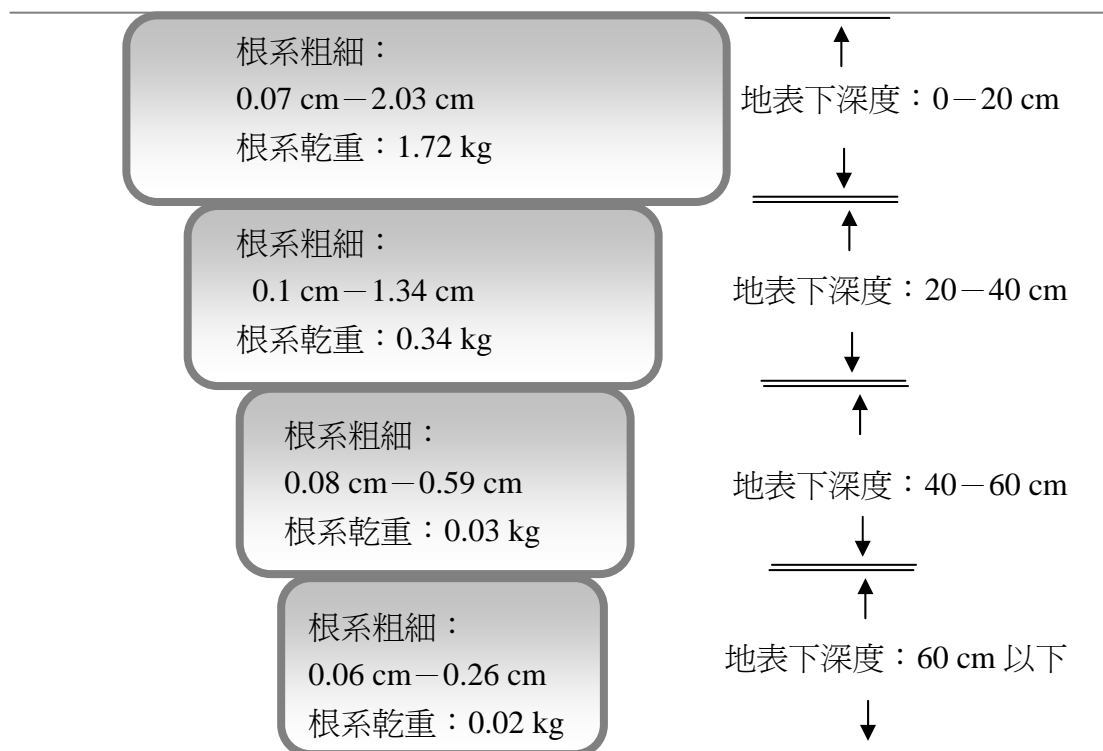 根系粗細：
0.07 cm－2.03 cm
根系乾重：1.72 kg
地表下深度：0－20 cm
根系粗細：
0.1 cm－1.34 cm
根系乾重：0.34 kg
地表下深度：20－40 cm
根系粗細：
0.08 cm－0.59 cm
根系乾重：0.03 kg
地表下深度：40－60 cm
根系粗細：
0.06 cm－0.26 cm
根系乾重：0.02 kg
地表下深度：60 cm 以下